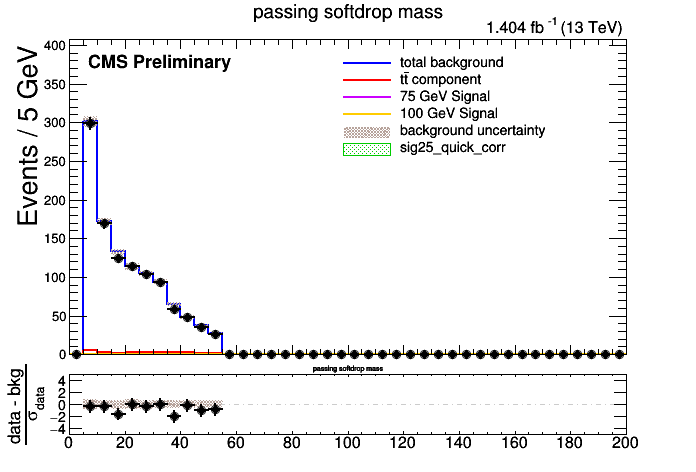 passing softdrop mass
1.404 fb⁻¹ (13 TeV)
CMS Preliminary
total background
tt̄ component
75 GeV Signal
100 GeV Signal
background uncertainty
sig25_quick_corr
Events / 5 GeV
400
350
300
250
200
150
100
50
0
passing softdrop mass
data - bkg
σ_data
4
2
0
−2
−4
0 20 40 60 80 100 120 140 160 180 200